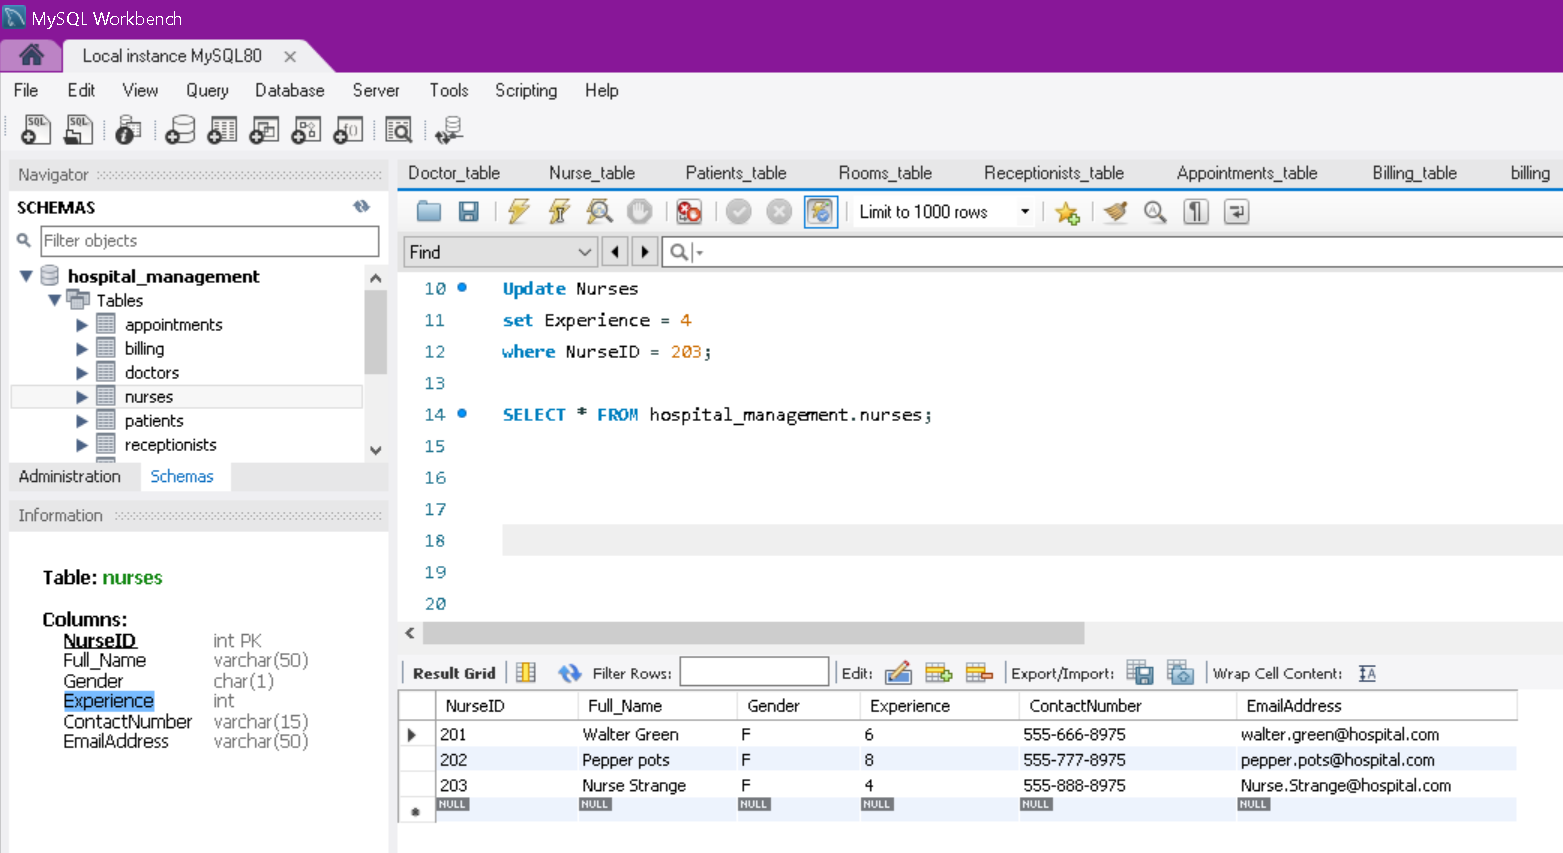 MySQL Workbench
Local instance MySQL80
File Edit View Query Database Server Tools Scripting Help
Navigator
SCHEMAS
Filter objects
hospital_management
Tables
appointments
billing
doctors
nurses
patients
receptionists
Administration Schemas
Information
Table: nurses
Columns:
NurseID int PK
Full_Name varchar(50)
Gender char(1)
Experience int
ContactNumber varchar(15)
EmailAddress varchar(50)
Doctor_table Nurse_table Patients_table Rooms_table Receptionists_table Appointments_table Billing_table billing
Limit to 1000 rows
Find
10 Update Nurses
11 set Experience = 4
12 where NurseID = 203;
13
14 SELECT * FROM hospital_management.nurses;
15
16
17
18
19
20
Result Grid Filter Rows: Edit: Export/Import: Wrap Cell Content:
NurseID Full_Name Gender Experience ContactNumber EmailAddress
201 Walter Green F 6 555-666-8975 walter.green@hospital.com
202 Pepper pots F 8 555-777-8975 pepper.pots@hospital.com
203 Nurse Strange F 4 555-888-8975 Nurse.Strange@hospital.com
NULL NULL NULL NULL NULL NULL